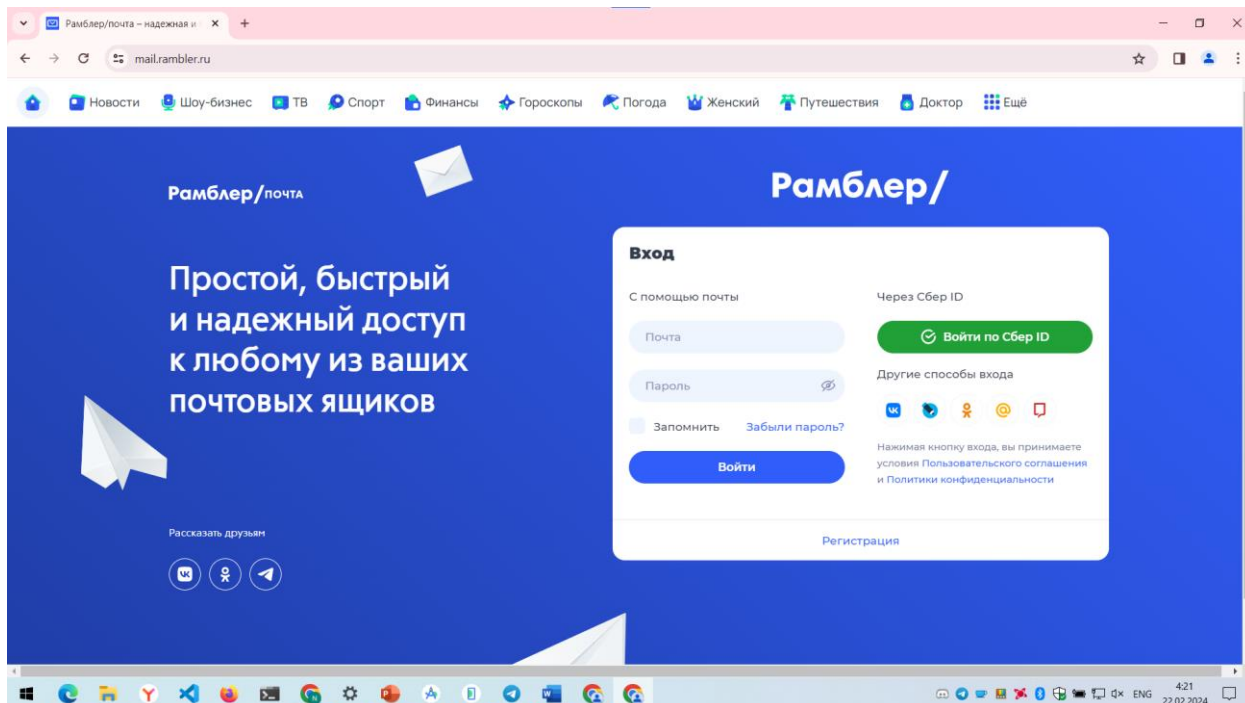 Рамблер/почта – надежная и
mail.rambler.ru
Новости Шоу-бизнес ТВ Спорт Финансы Гороскопы Погода Женский Путешествия Доктор Ещё
Рамблер/почта
Простой, быстрый
и надежный доступ
к любому из ваших
почтовых ящиков
Рассказать друзьям
Рамблер/
Вход
С помощью почты
Почта
Пароль
Запомнить Забыли пароль?
Войти
Через Сбер ID
Войти по Сбер ID
Другие способы входа
Нажимая кнопку входа, вы принимаете
условия Пользовательского соглашения
и Политики конфиденциальности
Регистрация
ENG
4:21
22.02.2024